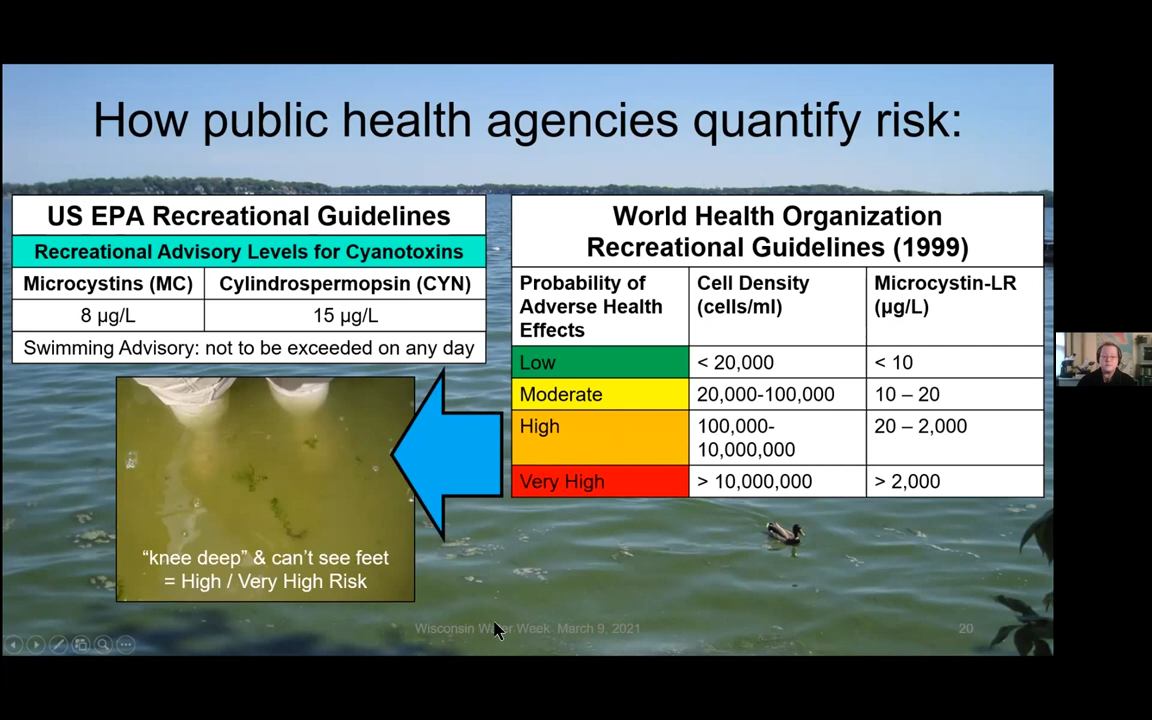 How public health agencies quantify risk:
US EPA Recreational Guidelines
Recreational Advisory Levels for Cyanotoxins
Microcystins (MC)
Cylindrospermopsin (CYN)
8 µg/L
15 µg/L
Swimming Advisory: not to be exceeded on any day
World Health Organization
Recreational Guidelines (1999)
Probability of
Adverse Health
Effects
Cell Density
(cells/ml)
Microcystin-LR
(µg/L)
Low
< 20,000
< 10
Moderate
20,000-100,000
10 – 20
High
100,000-
10,000,000
20 – 2,000
Very High
> 10,000,000
> 2,000
“knee deep” & can’t see feet
= High / Very High Risk
Wisconsin Water Week March 9, 2021
20